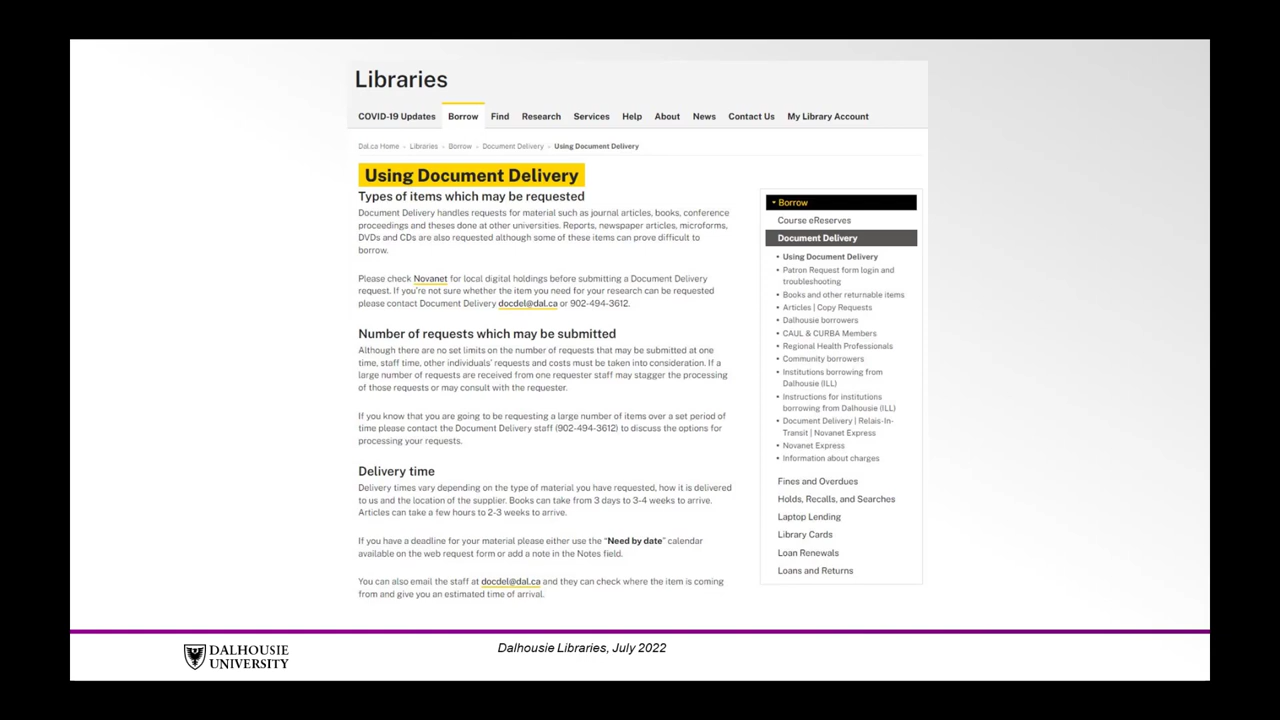 Libraries
COVID-19 Updates Borrow Find Research Services Help About News Contact Us My Library Account
Dal.ca Home - Libraries - Borrow - Document Delivery - Using Document Delivery
Using Document Delivery
Types of items which may be requested
Document Delivery handles requests for material such as journal articles, books, conference
proceedings and theses done at other universities. Reports, newspaper articles, microforms,
DVDs and CDs are also requested although some of these items can prove difficult to
borrow.
Please check Novanet for local digital holdings before submitting a Document Delivery
request. If you're not sure whether the item you need for your research can be requested
please contact Document Delivery docdel@dal.ca or 902-494-3612.
Number of requests which may be submitted
Although there are no set limits on the number of requests that may be submitted at one
time, staff time, other individuals' requests and costs must be taken into consideration. If a
large number of requests are received from one requester staff may stagger the processing
of those requests or may consult with the requester.
If you know that you are going to be requesting a large number of items over a set period of
time please contact the Document Delivery staff (902-494-3612) to discuss the options for
processing your requests.
Delivery time
Delivery times vary depending on the type of material you have requested, how it is delivered
to us and the location of the supplier. Books can take from 3 days to 3-4 weeks to arrive.
Articles can take a few hours to 2-3 weeks to arrive.
If you have a deadline for your material please either use the "Need by date" calendar
available on the web request form or add a note in the Notes field.
You can also email the staff at docdel@dal.ca and they can check where the item is coming
from and give you an estimated time of arrival.
Borrow
Course eReserves
Document Delivery
• Using Document Delivery
• Patron Request form login and
troubleshooting
• Books and other returnable items
• Articles | Copy Requests
• Dalhousie borrowers
• CAUL & CURBA Members
• Regional Health Professionals
• Community borrowers
• Institutions borrowing from
Dalhousie (ILL)
• Instructions for institutions
borrowing from Dalhousie (ILL)
• Document Delivery | Relais-In-
Transit | Novanet Express
• Novanet Express
• Information about charges
Fines and Overdues
Holds, Recalls, and Searches
Laptop Lending
Library Cards
Loan Renewals
Loans and Returns
DALHOUSIE
UNIVERSITY
Dalhousie Libraries, July 2022